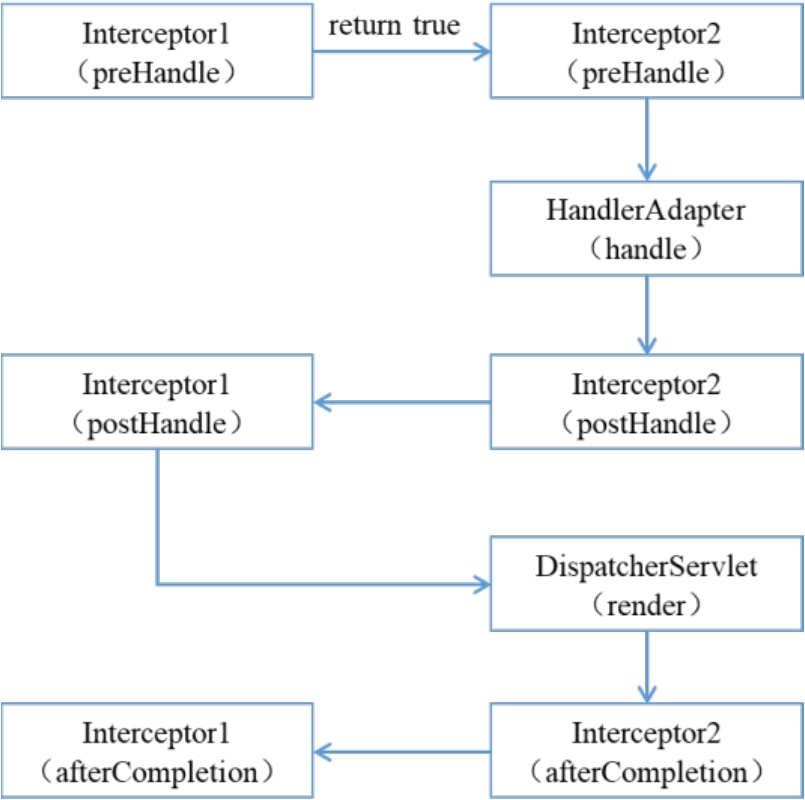 Interceptor1
（preHandle）
return true
Interceptor2
（preHandle）
HandlerAdapter
（handle）
Interceptor1
（postHandle）
Interceptor2
（postHandle）
DispatcherServlet
（render）
Interceptor1
（afterCompletion）
Interceptor2
（afterCompletion）